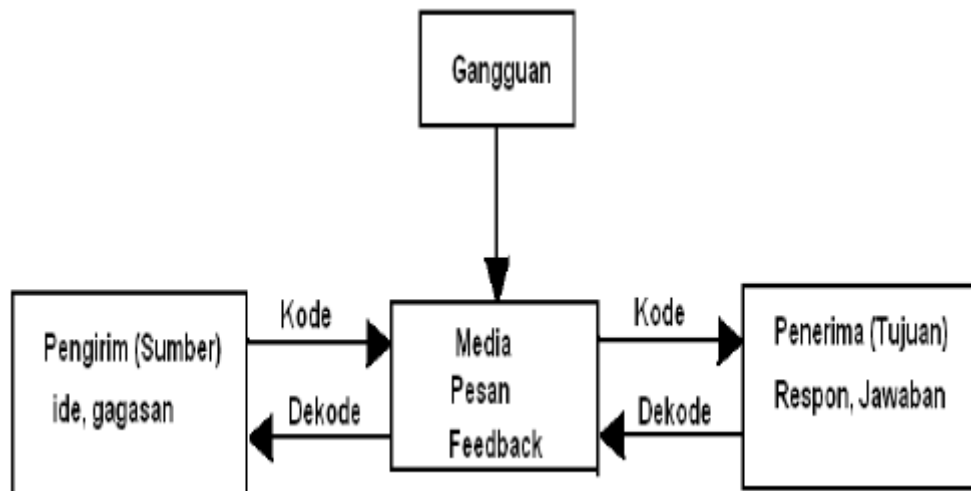 Gangguan
Pengirim (Sumber)
ide, gagasan
Kode
Dekode
Media
Pesan
Feedback
Kode
Dekode
Penerima (Tujuan)
Respon, Jawaban